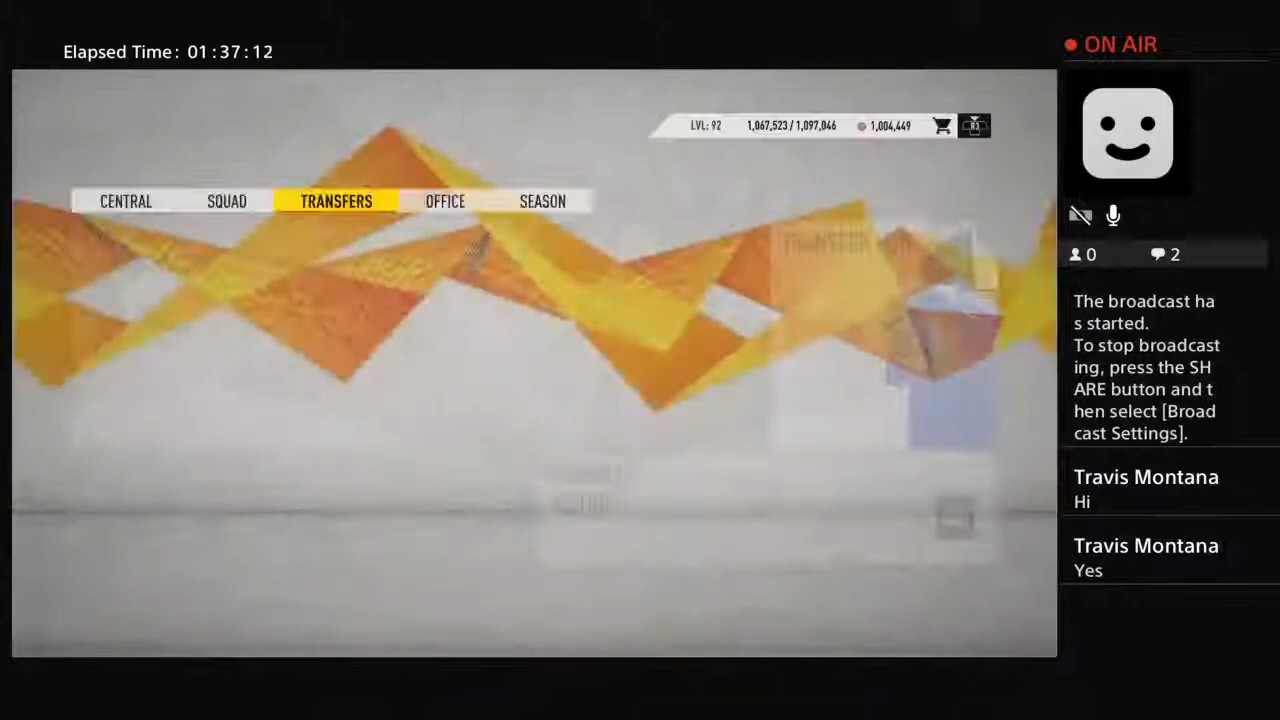 Elapsed Time: 01:37:12
ON AIR
LVL: 92 1,067,523 / 1,097,046 1,004,449 R3
CENTRAL SQUAD TRANSFERS OFFICE SEASON
0 2
The broadcast ha
s started.
To stop broadcast
ing, press the SH
ARE button and t
hen select [Broad
cast Settings].
Travis Montana
Hi
Travis Montana
Yes